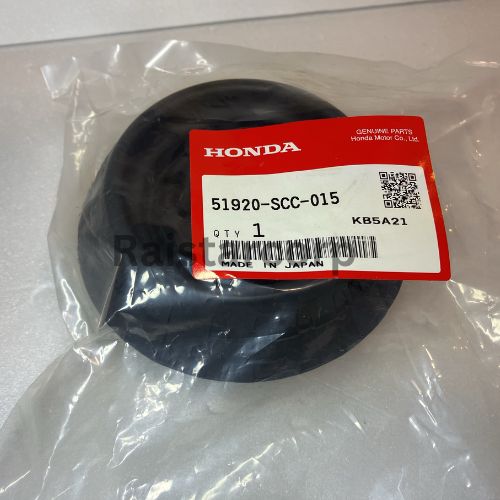 GENUINE PARTS
Honda Motor Co., Ltd.
HONDA
51920-SCC-015
KB5A21
QTY 1
MADE IN JAPAN